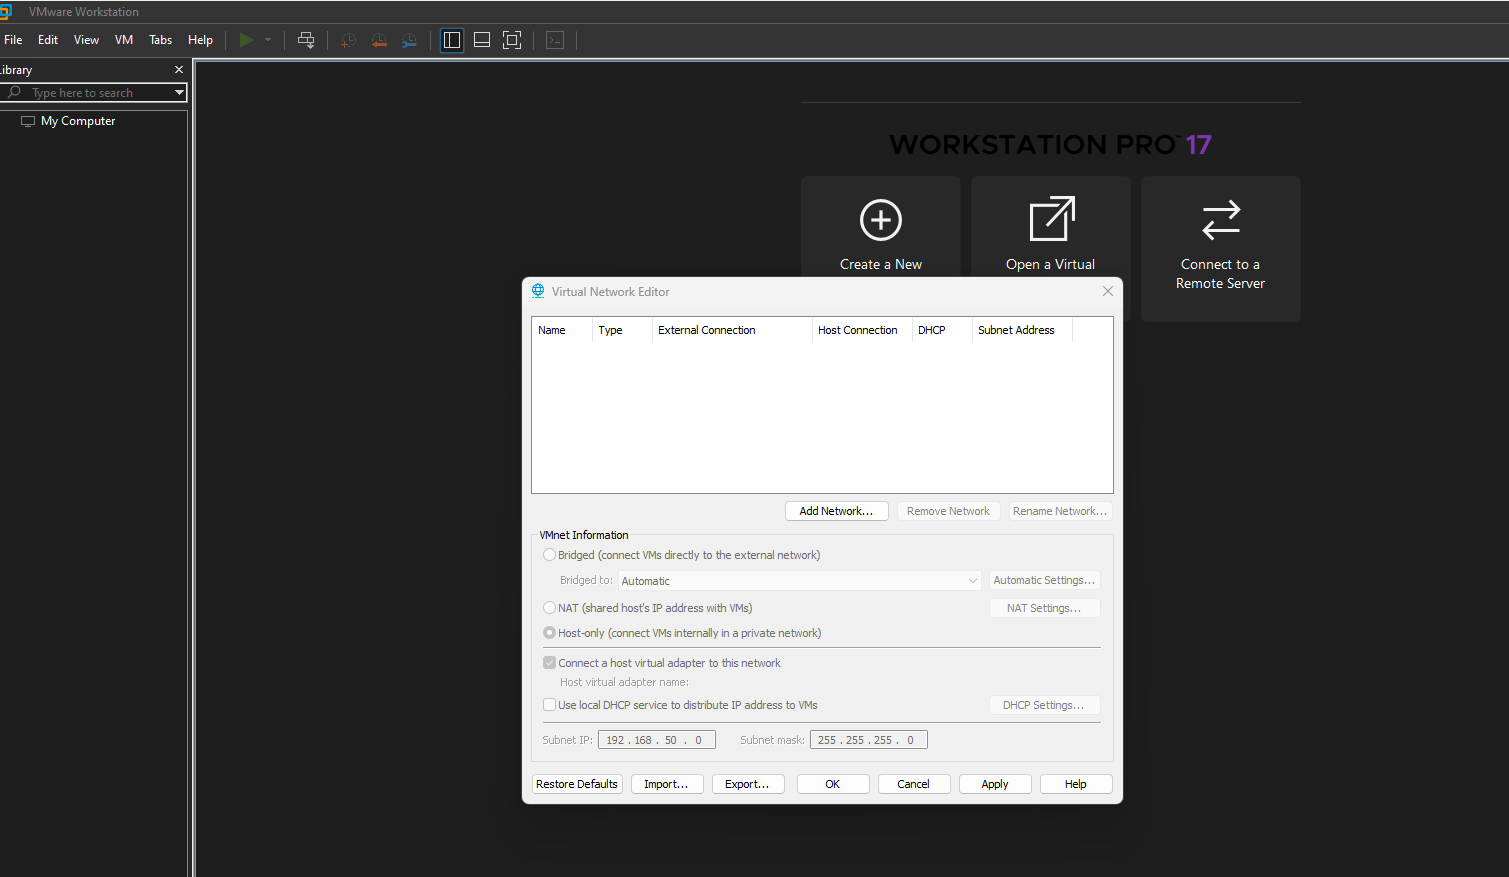 VMware Workstation
File Edit View VM Tabs Help
Library
Type here to search
My Computer
WORKSTATION PRO™ 17
Create a New
Open a Virtual
Connect to a
Remote Server
Virtual Network Editor
Name Type External Connection Host Connection DHCP Subnet Address
Add Network... Remove Network Rename Network...
VMnet Information
Bridged (connect VMs directly to the external network)
Bridged to: Automatic Automatic Settings...
NAT (shared host's IP address with VMs) NAT Settings...
Host-only (connect VMs internally in a private network)
Connect a host virtual adapter to this network
Host virtual adapter name:
Use local DHCP service to distribute IP address to VMs DHCP Settings...
Subnet IP: 192 . 168 . 50 . 0 Subnet mask: 255 . 255 . 255 . 0
Restore Defaults Import... Export... OK Cancel Apply Help